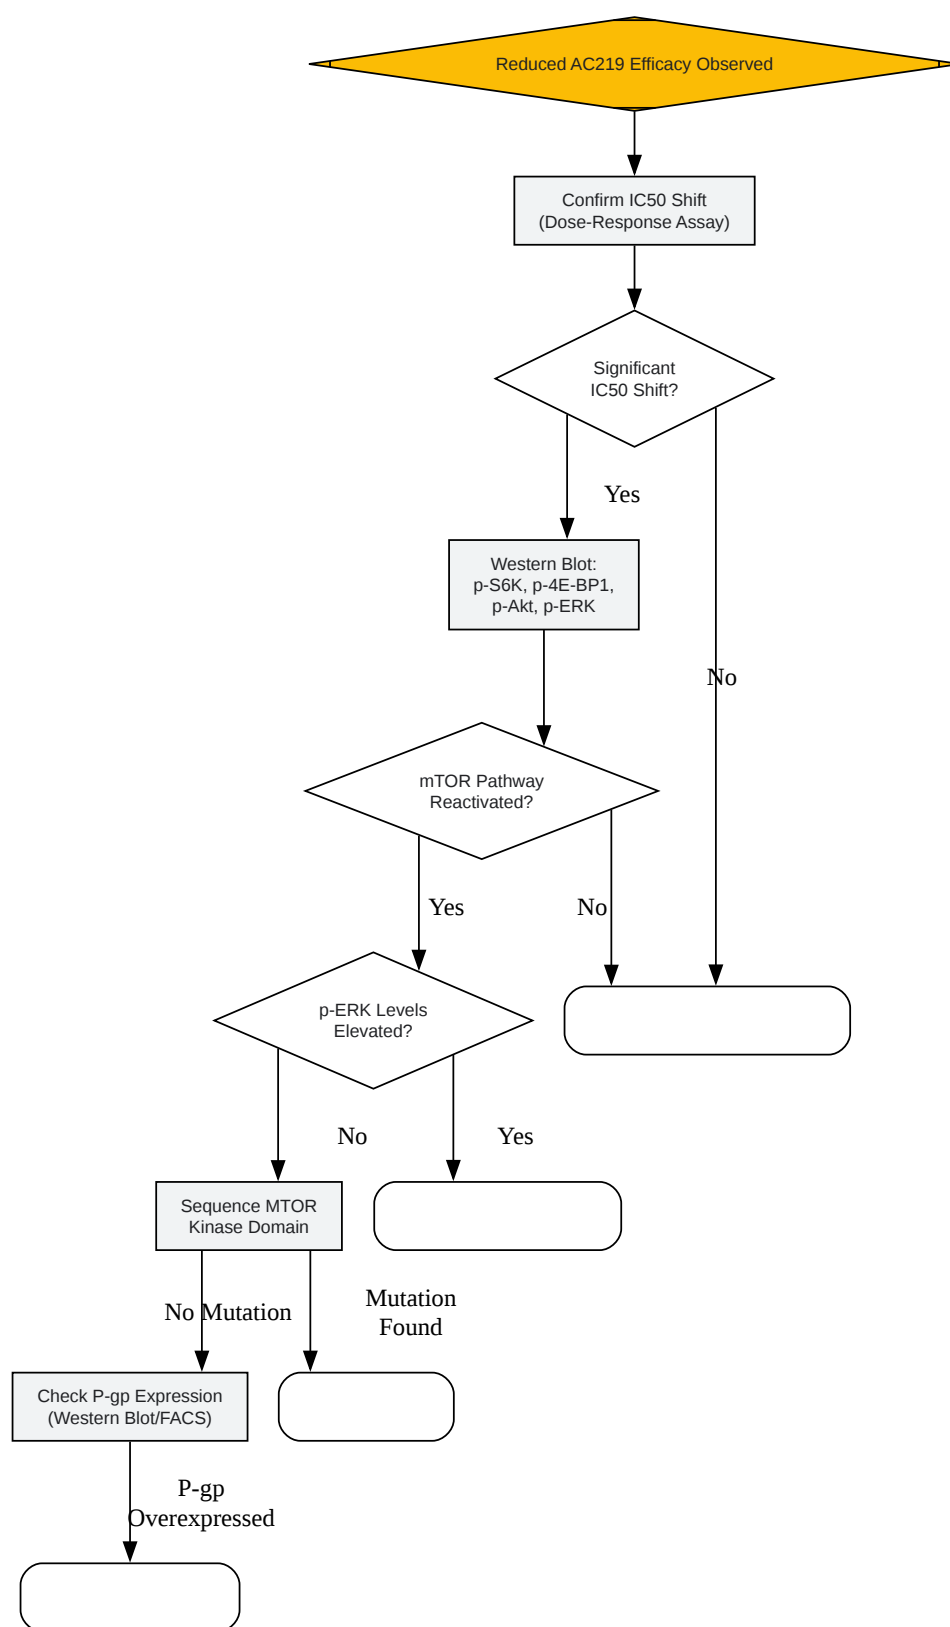 Reduced AC219 Efficacy Observed
Confirm IC50 Shift
(Dose-Response Assay)
Significant
IC50 Shift?
Yes
Western Blot:
p-S6K, p-4E-BP1,
p-Akt, p-ERK
No
mTOR Pathway
Reactivated?
Yes
No
p-ERK Levels
Elevated?
No
Yes
Sequence MTOR
Kinase Domain
No Mutation
Mutation
Found
Check P-gp Expression
(Western Blot/FACS)
P-gp
Overexpressed